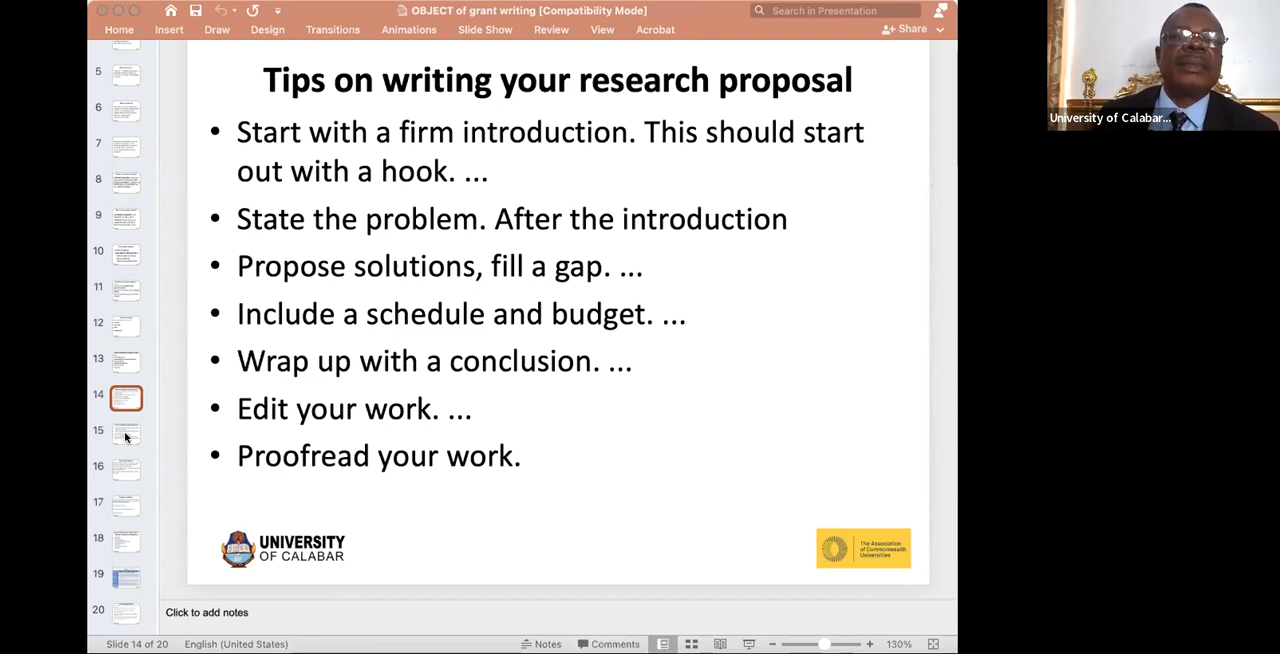 OBJECT of grant writing [Compatibility Mode]
Search in Presentation
Home Insert Draw Design Transitions Animations Slide Show Review View Acrobat
Share
Tips on writing your research proposal
• Start with a firm introduction. This should start
out with a hook. ...
• State the problem. After the introduction
• Propose solutions, fill a gap. ...
• Include a schedule and budget. ...
• Wrap up with a conclusion. ...
• Edit your work. ...
• Proofread your work.
UNIVERSITY
OF CALABAR
The Association
of Commonwealth
Universities
5
6
7
8
9
10
11
12
13
14
15
16
17
18
19
20
Click to add notes
Slide 14 of 20 English (United States) Notes Comments 130%
University of Calabar...